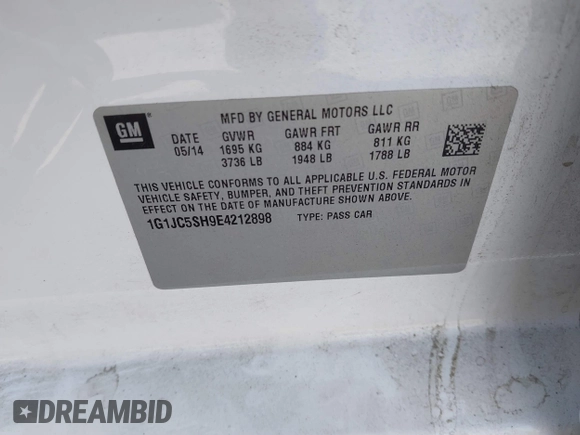 GM
MFD BY GENERAL MOTORS LLC
DATE GVWR GAWR FRT GAWR RR
05/14 1695 KG 884 KG 811 KG
3736 LB 1948 LB 1788 LB
THIS VEHICLE CONFORMS TO ALL APPLICABLE U.S. FEDERAL MOTOR
VEHICLE SAFETY, BUMPER, AND THEFT PREVENTION STANDARDS IN
EFFECT ON THE DATE OF MANUFACTURE SHOWN ABOVE.
1G1JC5SH9E4212898 TYPE: PASS CAR
DREAMBID